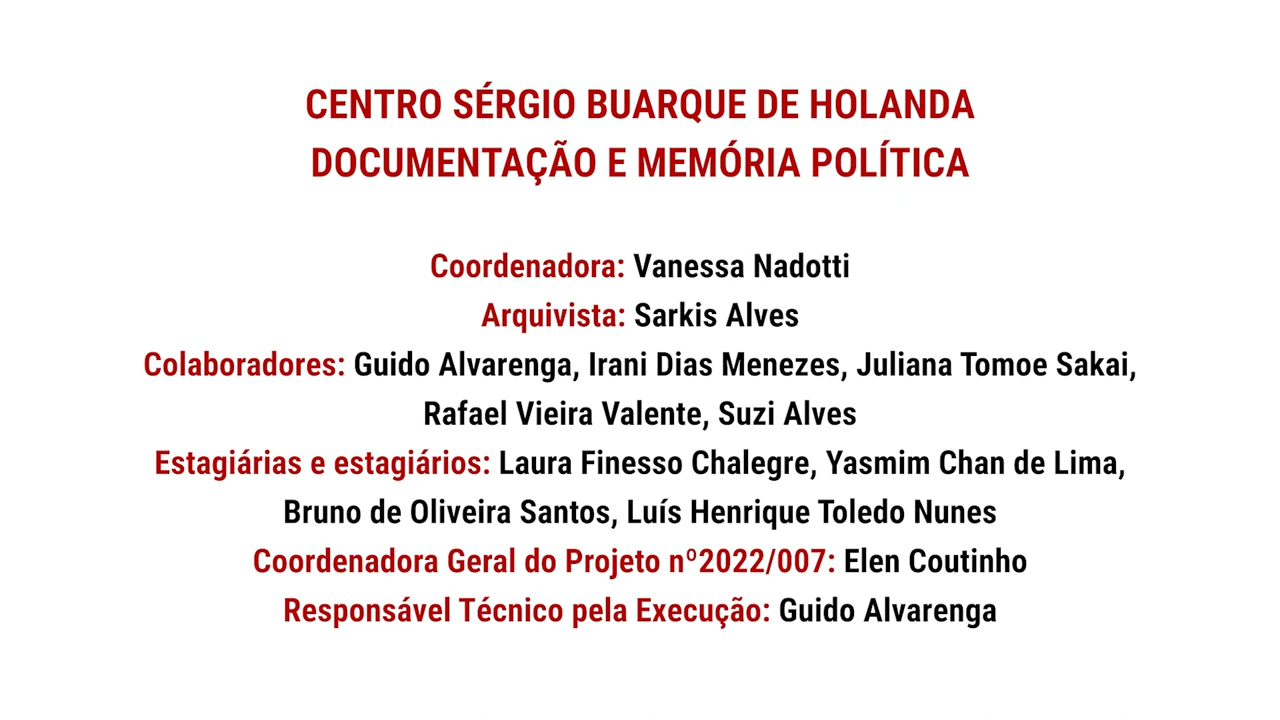 CENTRO SÉRGIO BUARQUE DE HOLANDA
DOCUMENTAÇÃO E MEMÓRIA POLÍTICA
Coordenadora: Vanessa Nadotti
Arquivista: Sarkis Alves
Colaboradores: Guido Alvarenga, Irani Dias Menezes, Juliana Tomoe Sakai,
Rafael Vieira Valente, Suzi Alves
Estagiárias e estagiários: Laura Finesso Chalegre, Yasmim Chan de Lima,
Bruno de Oliveira Santos, Luís Henrique Toledo Nunes
Coordenadora Geral do Projeto nº2022/007: Elen Coutinho
Responsável Técnico pela Execução: Guido Alvarenga